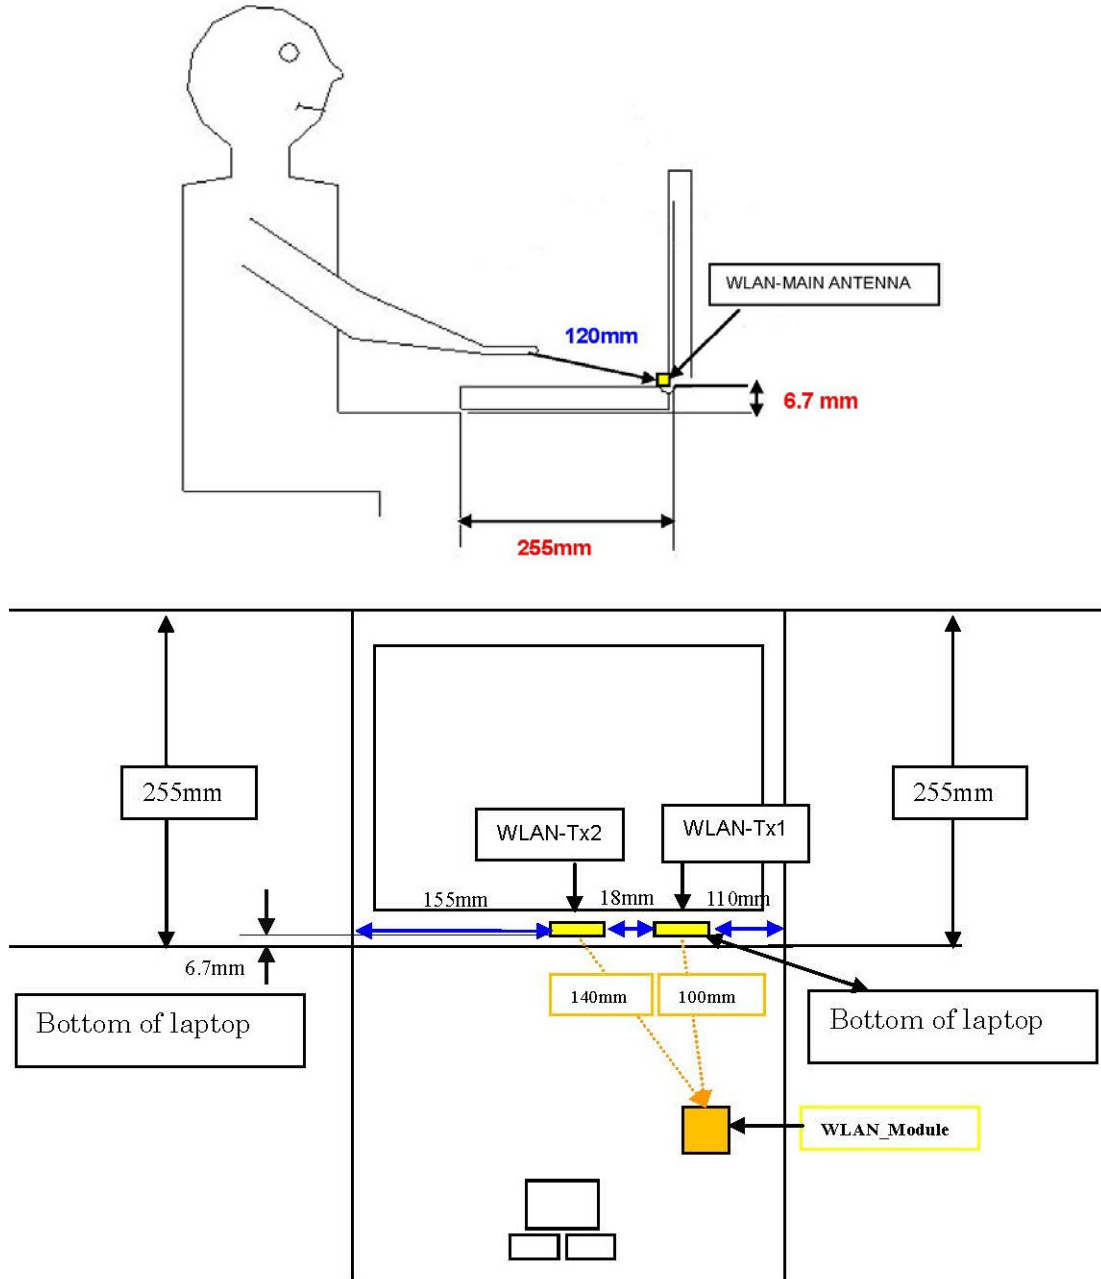 WLAN-MAIN ANTENNA
120mm
6.7 mm
255mm
255mm
255mm
WLAN-Tx2
WLAN-Tx1
155mm
18mm
110mm
6.7mm
140mm
100mm
Bottom of laptop
Bottom of laptop
WLAN_Module